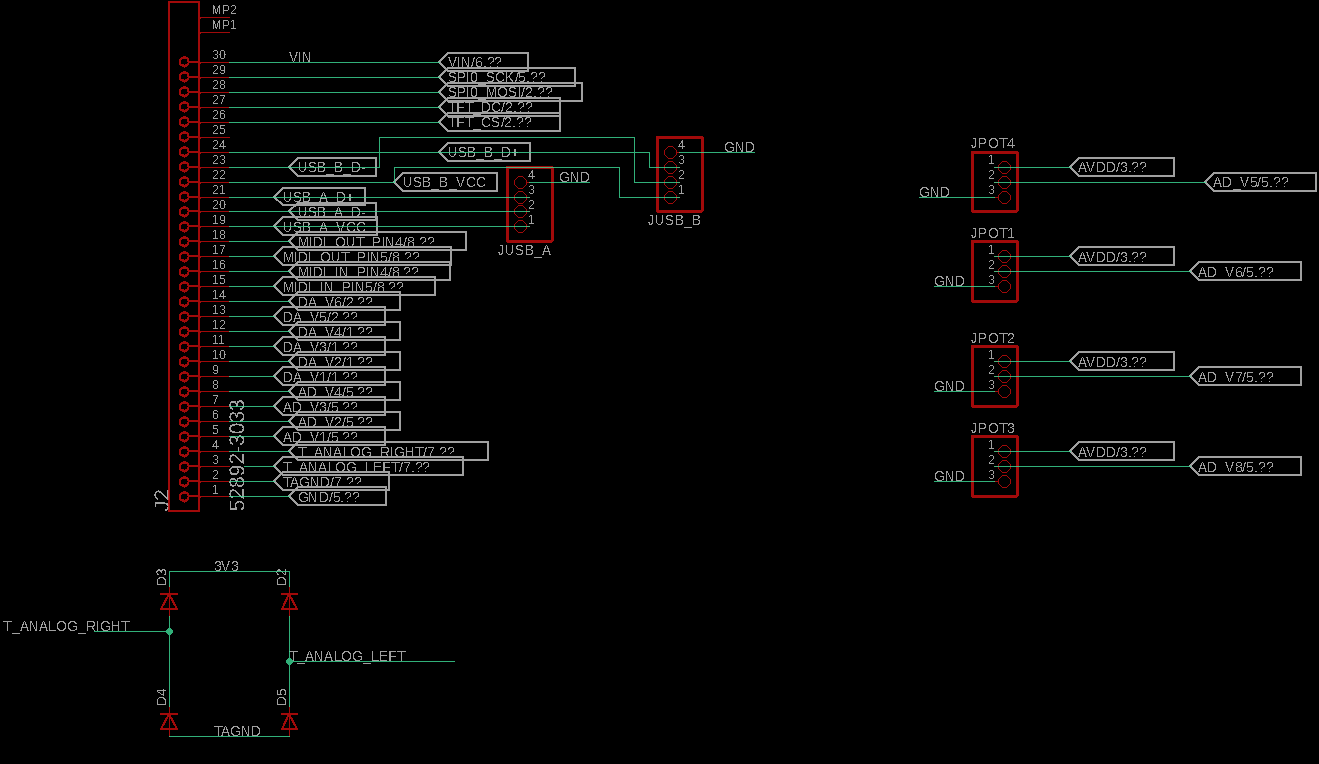 MP2
MP1
30 VIN VIN/6.??
29 SPI0_SCK/5.??
28 SPI0_MOSI/2.??
27 TFT_DC/2.??
26 TFT_CS/2.??
25
24 USB_B_D+
23 USB_B_D-
22 USB_B_VCC
21 USB_A_D+
20 USB_A_D-
19 USB_A_VCC
18 MIDI_OUT_PIN4/8.??
17 MIDI_OUT_PIN5/8.??
16 MIDI_IN_PIN4/8.??
15 MIDI_IN_PIN5/8.??
14 DA_V6/2.??
13 DA_V5/2.??
12 DA_V4/1.??
11 DA_V3/1.??
10 DA_V2/1.??
9 DA_V1/1.??
8 AD_V4/5.??
7 AD_V3/5.??
6 AD_V2/5.??
5 AD_V1/5.??
4 T_ANALOG_RIGHT/7.??
3 T_ANALOG_LEFT/7.??
2 TAGND/7.??
1 GND/5.??
J2
52892-3033
4 GND
3
2
1
JUSB_A
4 GND
3
2
1
JUSB_B
JPOT4
1 AVDD/3.??
2 AD_V5/5.??
GND 3
JPOT1
1 AVDD/3.??
2 AD_V6/5.??
GND 3
JPOT2
1 AVDD/3.??
2 AD_V7/5.??
GND 3
JPOT3
1 AVDD/3.??
2 AD_V8/5.??
GND 3
3V3
D3 D2
T_ANALOG_RIGHT
T_ANALOG_LEFT
D4 D5
TAGND